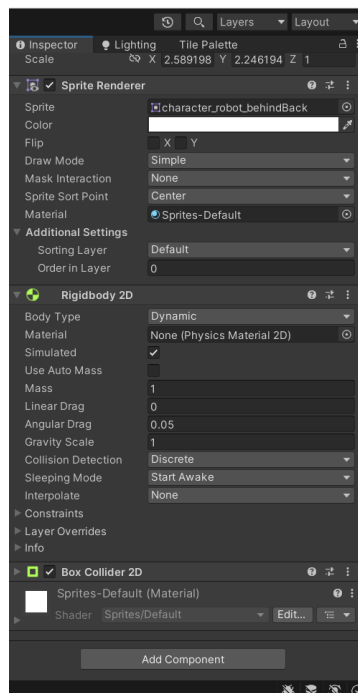 Layers Layout
Inspector Lighting Tile Palette
Scale X 2.589198 Y 2.246194 Z 1
Sprite Renderer
Sprite character_robot_behindBack
Color
Flip X Y
Draw Mode Simple
Mask Interaction None
Sprite Sort Point Center
Material Sprites-Default
Additional Settings
Sorting Layer Default
Order in Layer 0
Rigidbody 2D
Body Type Dynamic
Material None (Physics Material 2D)
Simulated
Use Auto Mass
Mass 1
Linear Drag 0
Angular Drag 0.05
Gravity Scale 1
Collision Detection Discrete
Sleeping Mode Start Awake
Interpolate None
Constraints
Layer Overrides
Info
Box Collider 2D
Sprites-Default (Material)
Shader Sprites/Default Edit...
Add Component